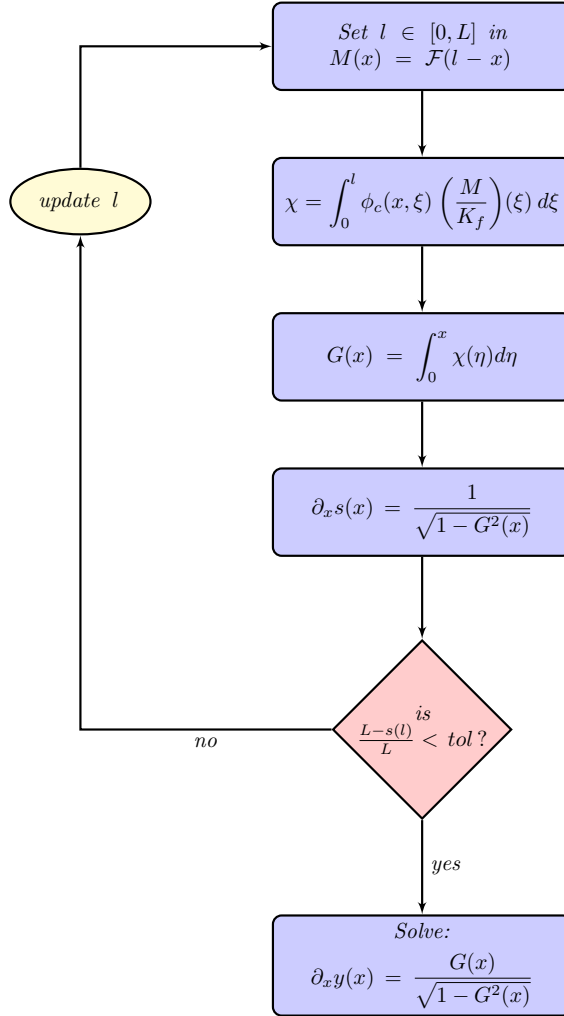 Set l ∈ [0, L] in
M(x) = ℱ(l − x)
update l
χ = ∫₀ˡ φ_c(x, ξ) (M/K_f)(ξ) dξ
G(x) = ∫₀ˣ χ(η)dη
∂ₓs(x) = 1/√(1 − G²(x))
is
(L−s(l))/L < tol ?
no
yes
Solve:
∂ₓy(x) = G(x)/√(1 − G²(x))